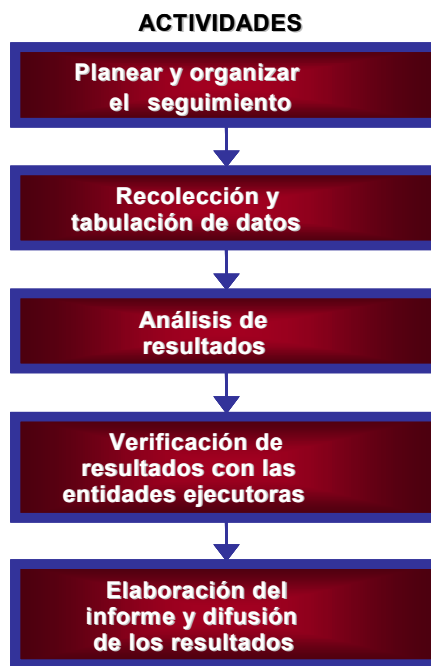 ACTIVIDADES
Planear y organizar
el seguimiento
Recolección y
tabulación de datos
Análisis de
resultados
Verificación de
resultados con las
entidades ejecutoras
Elaboración del
informe y difusión
de los resultados